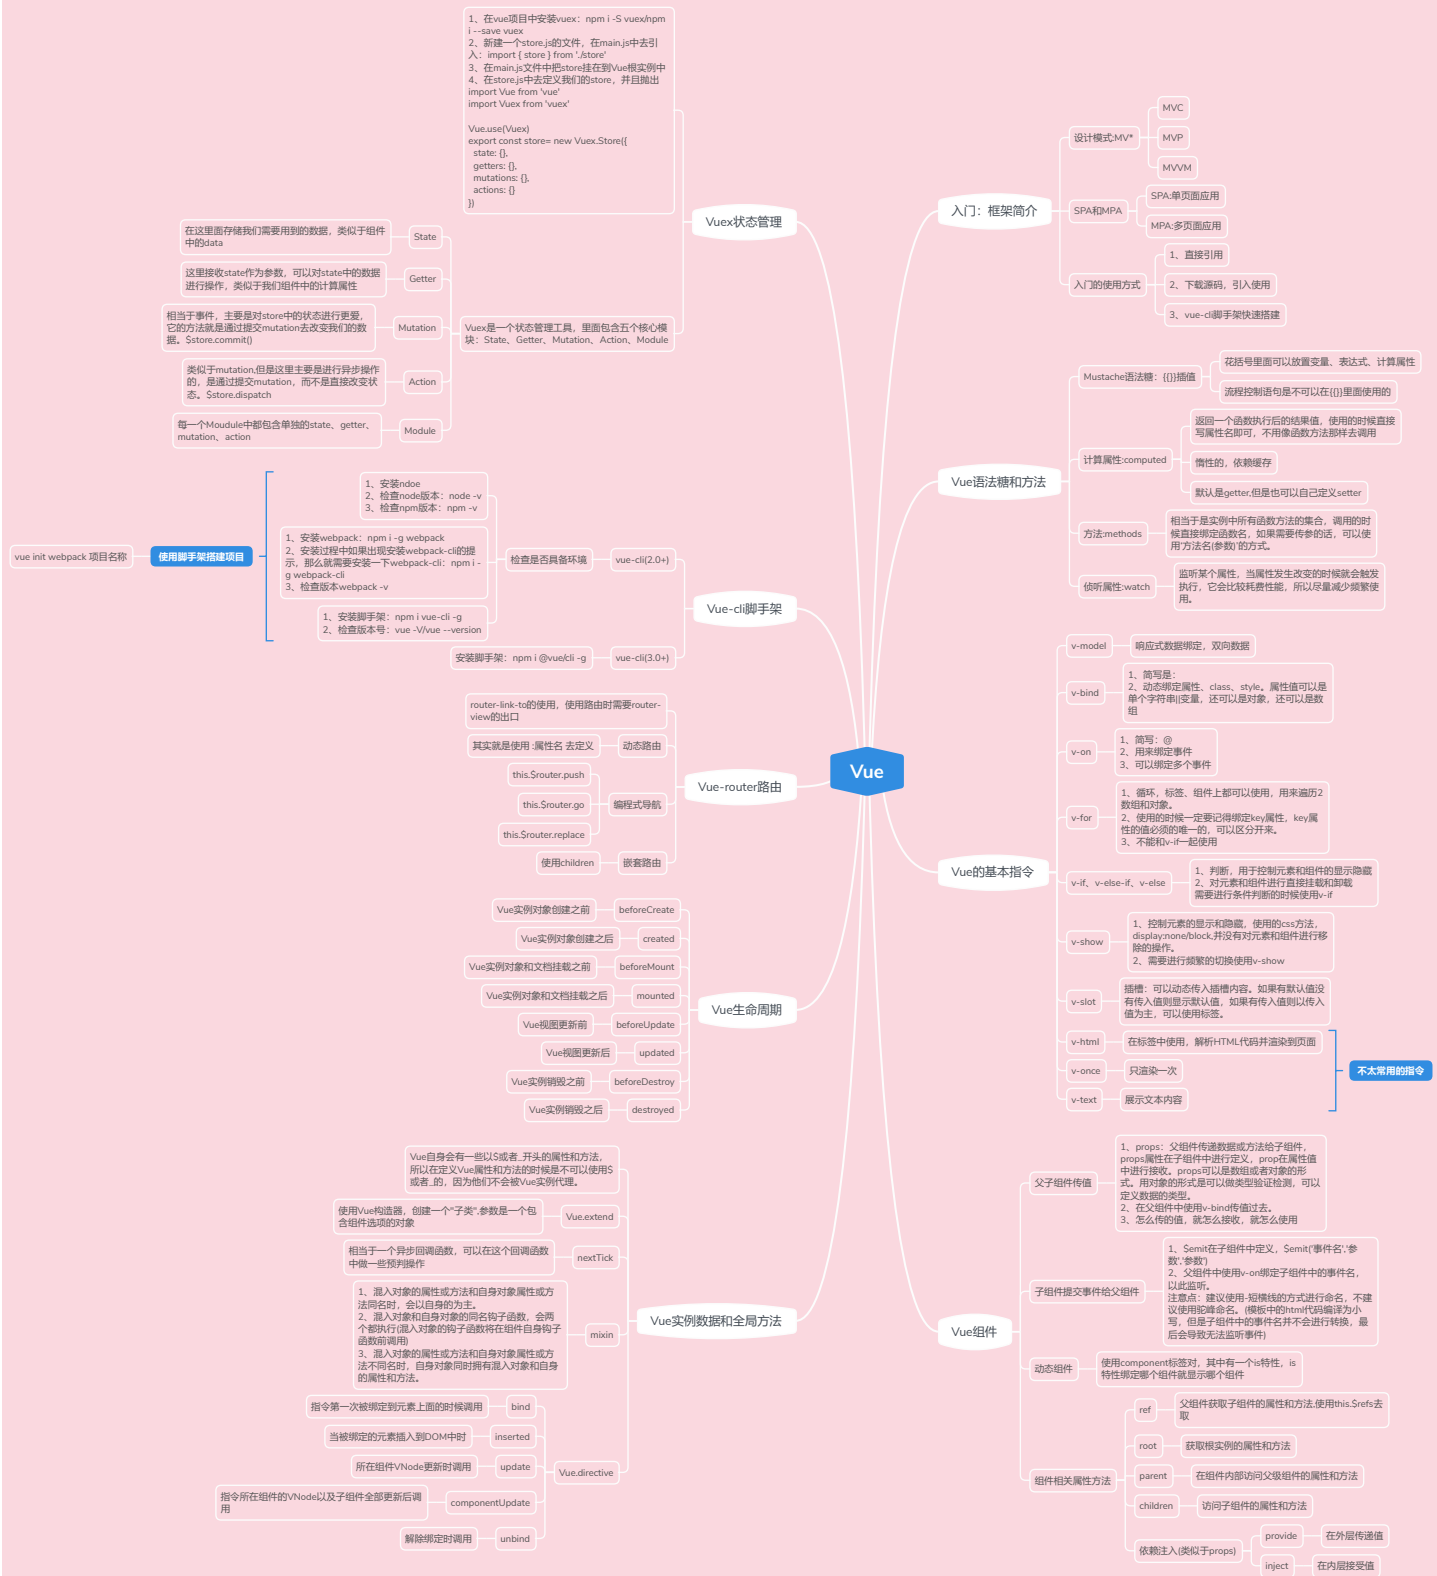 Vue
入门：框架简介
设计模式:MV*
MVC
MVP
MVVM
SPA和MPA
SPA:单页面应用
MPA:多页面应用
入门的使用方式
1、直接引用
2、下载源码，引入使用
3、vue-cli脚手架快速搭建
Vue语法糖和方法
Mustache语法糖：{{}}插值
花括号里面可以放置变量、表达式、计算属性
流程控制语句是不可以在{{}}里面使用的
计算属性:computed
返回一个函数执行后的结果值，使用的时候直接
写属性名即可，不用像函数方法那样去调用
惰性的，依赖缓存
默认是getter,但是也可以自己定义setter
方法:methods
相当于是实例中所有函数方法的集合，调用的时
候直接绑定函数名，如果需要传参的话，可以使
用‘方法名(参数)’的方式。
侦听属性:watch
监听某个属性，当属性发生改变的时候就会触发
执行，它会比较耗费性能，所以尽量减少频繁使
用。
Vue的基本指令
v-model
响应式数据绑定，双向数据
v-bind
1、简写是：
2、动态绑定属性、class、style。属性值可以是
单个字符串||变量，还可以是对象，还可以是数
组
v-on
1、简写：@
2、用来绑定事件
3、可以绑定多个事件
v-for
1、循环，标签、组件上都可以使用，用来遍历2
数组和对象。
2、使用的时候一定要记得绑定key属性，key属
性的值必须的唯一的，可以区分开来。
3、不能和v-if一起使用
v-if、v-else-if、v-else
1、判断，用于控制元素和组件的显示隐藏
2、对元素和组件进行直接挂载和卸载
需要进行条件判断的时候使用v-if
v-show
1、控制元素的显示和隐藏，使用的css方法，
display:none/block,并没有对元素和组件进行移
除的操作。
2、需要进行频繁的切换使用v-show
v-slot
插槽：可以动态传入插槽内容。如果有默认值没
有传入值则显示默认值，如果有传入值则以传入
值为主，可以使用标签。
v-html
在标签中使用，解析HTML代码并渲染到页面
v-once
只渲染一次
v-text
展示文本内容
不太常用的指令
Vue组件
父子组件传值
1、props：父组件传递数据或方法给子组件，
props属性在子组件中进行定义，prop在属性值
中进行接收。props可以是数组或者对象的形
式。用对象的形式是可以做类型验证检测，可以
定义数据的类型。
2、在父组件中使用v-bind传值过去。
3、怎么传的值，就怎么接收，就怎么使用
子组件提交事件给父组件
1、$emit在子组件中定义，$emit('事件名','参
数','参数')
2、父组件中使用v-on绑定子组件中的事件名，
以此监听。
注意点：建议使用-短横线的方式进行命名，不建
议使用驼峰命名。(模板中的html代码编译为小
写，但是子组件中的事件名并不会进行转换，最
后会导致无法监听事件)
动态组件
使用component标签对，其中有一个is特性，is
特性绑定哪个组件就显示哪个组件
组件相关属性方法
ref
父组件获取子组件的属性和方法,使用this.$refs去
取
root
获取根实例的属性和方法
parent
在组件内部访问父级组件的属性和方法
children
访问子组件的属性和方法
依赖注入(类似于props)
provide
在外层传递值
inject
在内层接受值
Vuex状态管理
1、在vue项目中安装vuex：npm i -S vuex/npm
i --save vuex
2、新建一个store.js的文件，在main.js中去引
入：import { store } from './store'
3、在main.js文件中把store挂在到Vue根实例中
4、在store.js中去定义我们的store，并且抛出
import Vue from 'vue'
import Vuex from 'vuex'
Vue.use(Vuex)
export const store= new Vuex.Store({
state: {},
getters: {},
mutations: {},
actions: {}
})
Vuex是一个状态管理工具，里面包含五个核心模
块：State、Getter、Mutation、Action、Module
State
在这里面存储我们需要用到的数据，类似于组件
中的data
Getter
这里接收state作为参数，可以对state中的数据
进行操作，类似于我们组件中的计算属性
Mutation
相当于事件，主要是对store中的状态进行更爱，
它的方法就是通过提交mutation去改变我们的数
据。$store.commit()
Action
类似于mutation,但是这里主要是进行异步操作
的，是通过提交mutation，而不是直接改变状
态。$store.dispatch
Module
每一个Moudule中都包含单独的state、getter、
mutation、action
Vue-cli脚手架
vue-cli(2.0+)
检查是否具备环境
1、安装ndoe
2、检查node版本：node -v
3、检查npm版本：npm -v
1、安装webpack：npm i -g webpack
2、安装过程中如果出现安装webpack-cli的提
示，那么就需要安装一下webpack-cli：npm i -
g webpack-cli
3、检查版本webpack -v
1、安装脚手架：npm i vue-cli -g
2、检查版本号：vue -V/vue --version
使用脚手架搭建项目
vue init webpack 项目名称
vue-cli(3.0+)
安装脚手架：npm i @vue/cli -g
Vue-router路由
router-link-to的使用，使用路由时需要router-
view的出口
动态路由
其实就是使用 :属性名 去定义
编程式导航
this.$router.push
this.$router.go
this.$router.replace
嵌套路由
使用children
Vue生命周期
beforeCreate
Vue实例对象创建之前
created
Vue实例对象创建之后
beforeMount
Vue实例对象和文档挂载之前
mounted
Vue实例对象和文档挂载之后
beforeUpdate
Vue视图更新前
updated
Vue视图更新后
beforeDestroy
Vue实例销毁之前
destroyed
Vue实例销毁之后
Vue实例数据和全局方法
Vue自身会有一些以$或者_开头的属性和方法，
所以在定义Vue属性和方法的时候是不可以使用$
或者_的，因为他们不会被Vue实例代理。
Vue.extend
使用Vue构造器，创建一个"子类",参数是一个包
含组件选项的对象
nextTick
相当于一个异步回调函数，可以在这个回调函数
中做一些预判操作
mixin
1、混入对象的属性或方法和自身对象属性或方
法同名时，会以自身的为主。
2、混入对象和自身对象的同名钩子函数，会两
个都执行(混入对象的钩子函数将在组件自身钩子
函数前调用)
3、混入对象的属性或方法和自身对象属性或方
法不同名时，自身对象同时拥有混入对象和自身
的属性和方法。
Vue.directive
bind
指令第一次被绑定到元素上面的时候调用
inserted
当被绑定的元素插入到DOM中时
update
所在组件VNode更新时调用
componentUpdate
指令所在组件的VNode以及子组件全部更新后调
用
unbind
解除绑定时调用